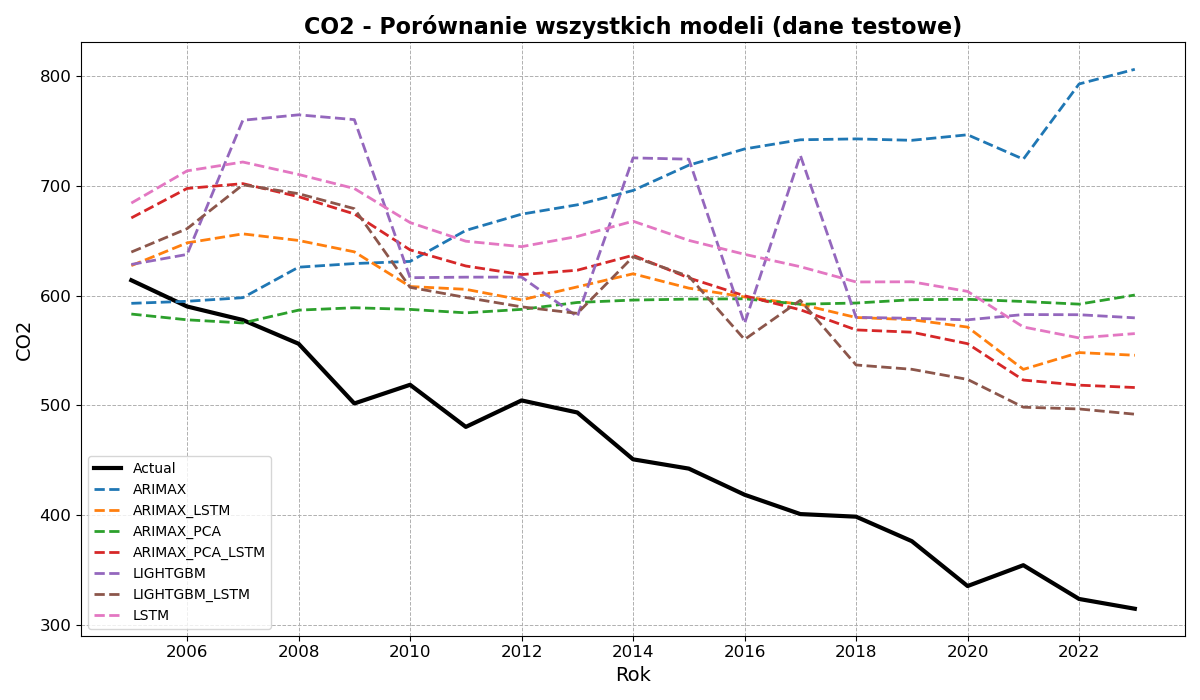 CO2 - Porównanie wszystkich modeli (dane testowe)
CO2
800
700
600
500
400
300
Actual
ARIMAX
ARIMAX_LSTM
ARIMAX_PCA
ARIMAX_PCA_LSTM
LIGHTGBM
LIGHTGBM_LSTM
LSTM
2006 2008 2010 2012 2014 2016 2018 2020 2022
Rok